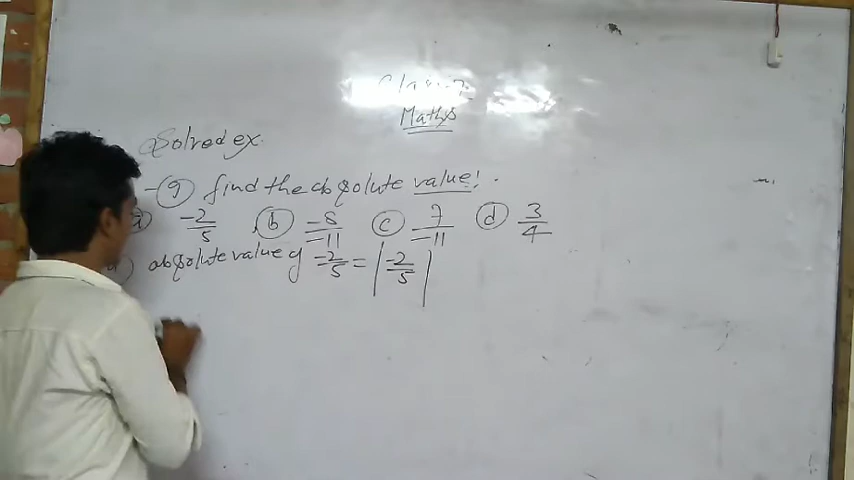 Class-7
Maths
Solved ex.
9) find the absolute value:
a) -2/5 b) -8/-11 c) 7/-11 d) 3/4
absolute value of -2/5 = |-2/5|